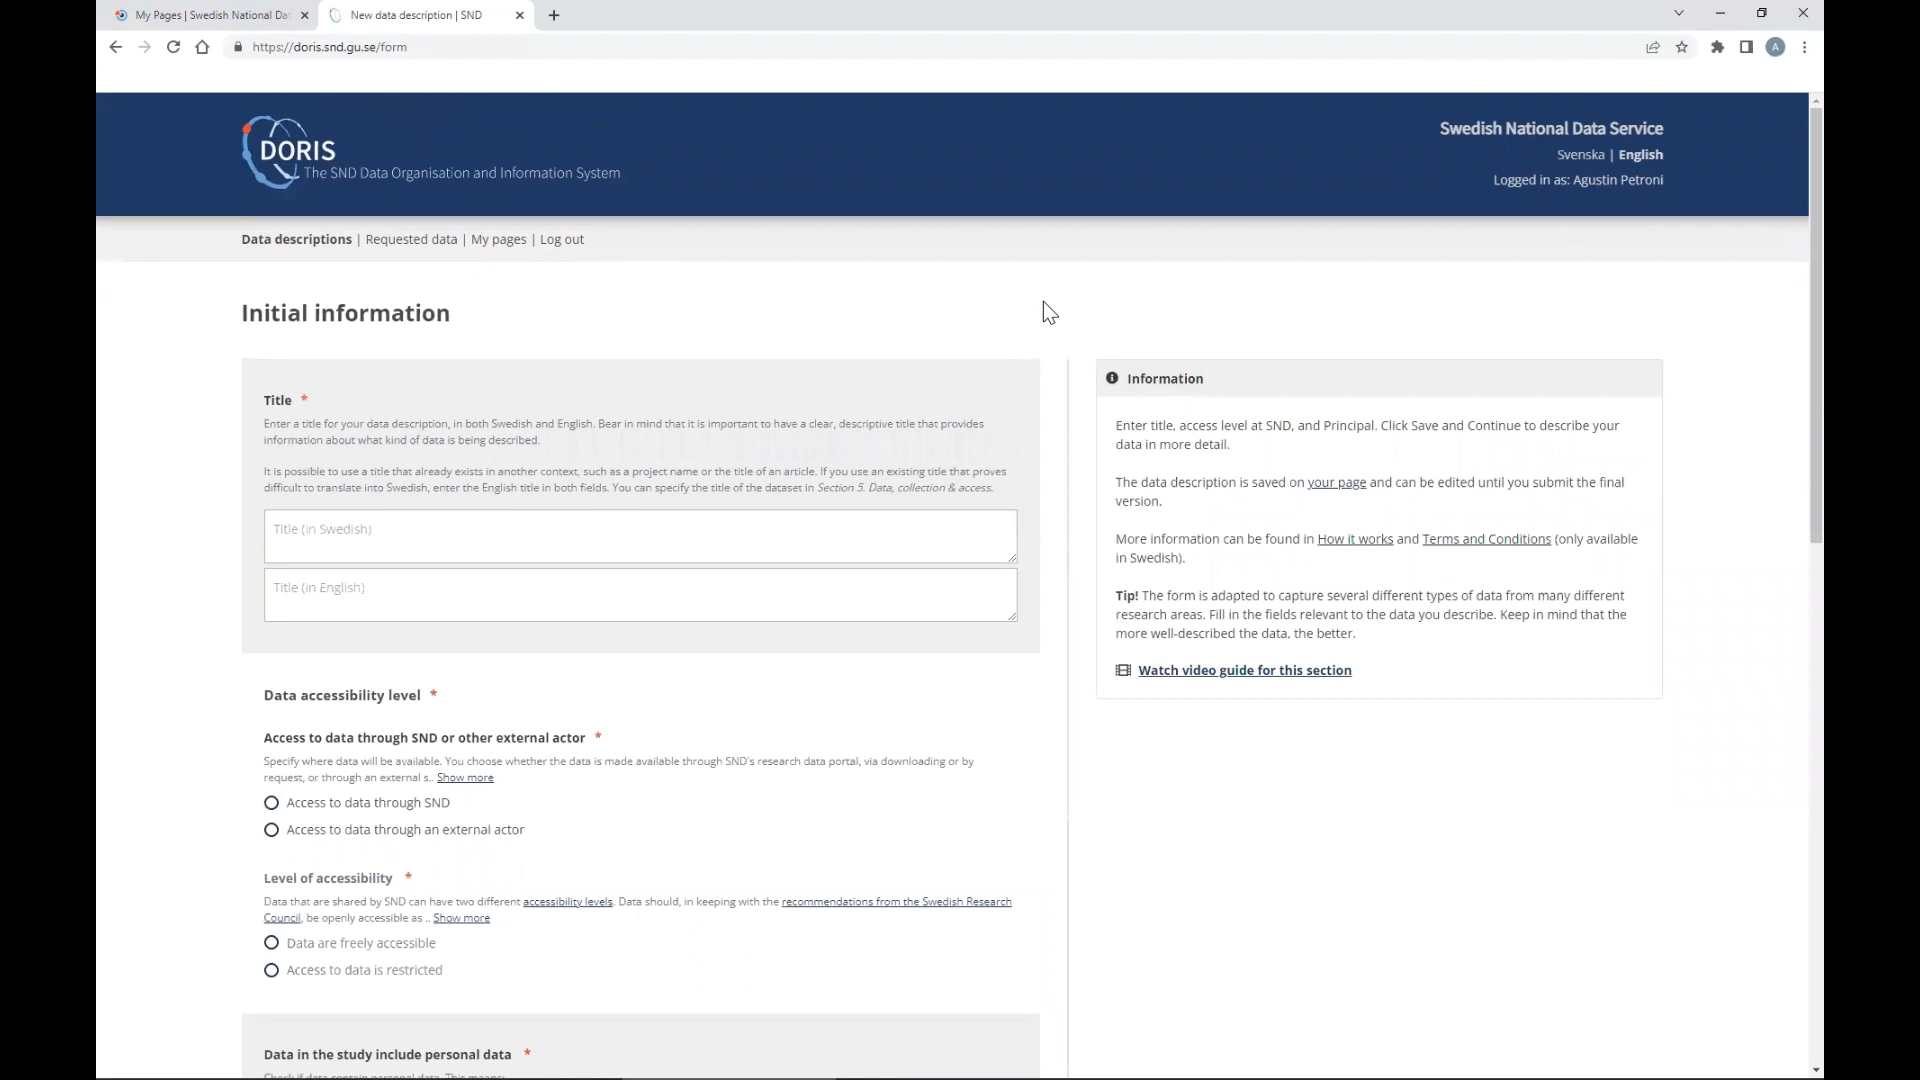 My Pages | Swedish National Dat
New data description | SND
https://doris.snd.gu.se/form
A
DORIS
The SND Data Organisation and Information System
Swedish National Data Service
Svenska | English
Logged in as: Agustin Petroni
Data descriptions | Requested data | My pages | Log out
Initial information
Title *
Enter a title for your data description, in both Swedish and English. Bear in mind that it is important to have a clear, descriptive title that provides
information about what kind of data is being described.
It is possible to use a title that already exists in another context, such as a project name or the title of an article. If you use an existing title that proves
difficult to translate into Swedish, enter the English title in both fields. You can specify the title of the dataset in Section 5. Data, collection & access.
Title (in Swedish)
Title (in English)
Data accessibility level *
Access to data through SND or other external actor *
Specify where data will be available. You choose whether the data is made available through SND's research data portal, via downloading or by
request, or through an external s.. Show more
Access to data through SND
Access to data through an external actor
Level of accessibility *
Data that are shared by SND can have two different accessibility levels. Data should, in keeping with the recommendations from the Swedish Research
Council, be openly accessible as .. Show more
Data are freely accessible
Access to data is restricted
Data in the study include personal data *
Check if data contain personal data. This means:
Information
Enter title, access level at SND, and Principal. Click Save and Continue to describe your
data in more detail.
The data description is saved on your page and can be edited until you submit the final
version.
More information can be found in How it works and Terms and Conditions (only available
in Swedish).
Tip! The form is adapted to capture several different types of data from many different
research areas. Fill in the fields relevant to the data you describe. Keep in mind that the
more well-described the data, the better.
Watch video guide for this section